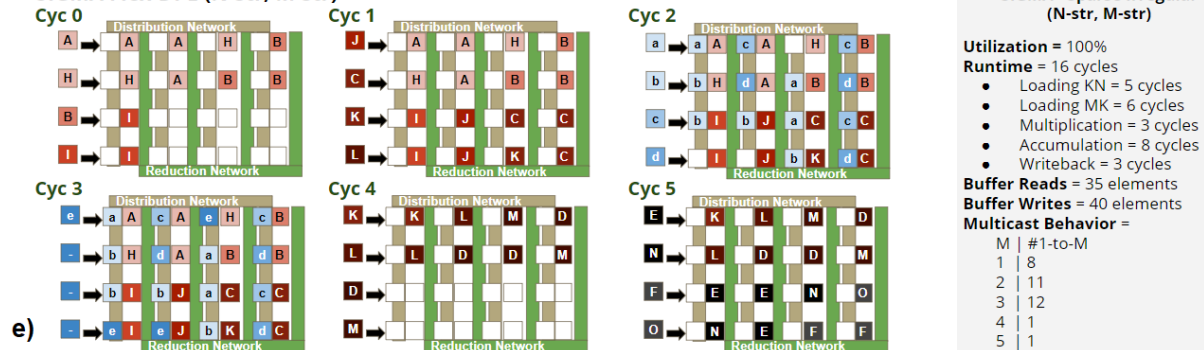 Cyc 0
Distribution Network
A A A H B
H H A B B
B I
I I
Reduction Network
Cyc 1
Distribution Network
J A A H B
C H A B B
K I J C C
L I J K C
Reduction Network
Cyc 2
Distribution Network
a a A c A H c B
b b H d A a B d B
c b I b J a C c C
d I J b K d C
Reduction Network
Cyc 3
Distribution Network
e a A c A e H c B
- b H d A a B d B
- b I b J a C c C
- e I e J b K d C
Reduction Network
Cyc 4
Distribution Network
K K L M D
L L D D M
D
M
Reduction Network
Cyc 5
Distribution Network
E K L M D
N L D D M
F E E N O
O N E F F
Reduction Network
e)
(N-str, M-str)
Utilization = 100%
Runtime = 16 cycles
● Loading KN = 5 cycles
● Loading MK = 6 cycles
● Multiplication = 3 cycles
● Accumulation = 8 cycles
● Writeback = 3 cycles
Buffer Reads = 35 elements
Buffer Writes = 40 elements
Multicast Behavior =
M | #1-to-M
1 | 8
2 | 11
3 | 12
4 | 1
5 | 1